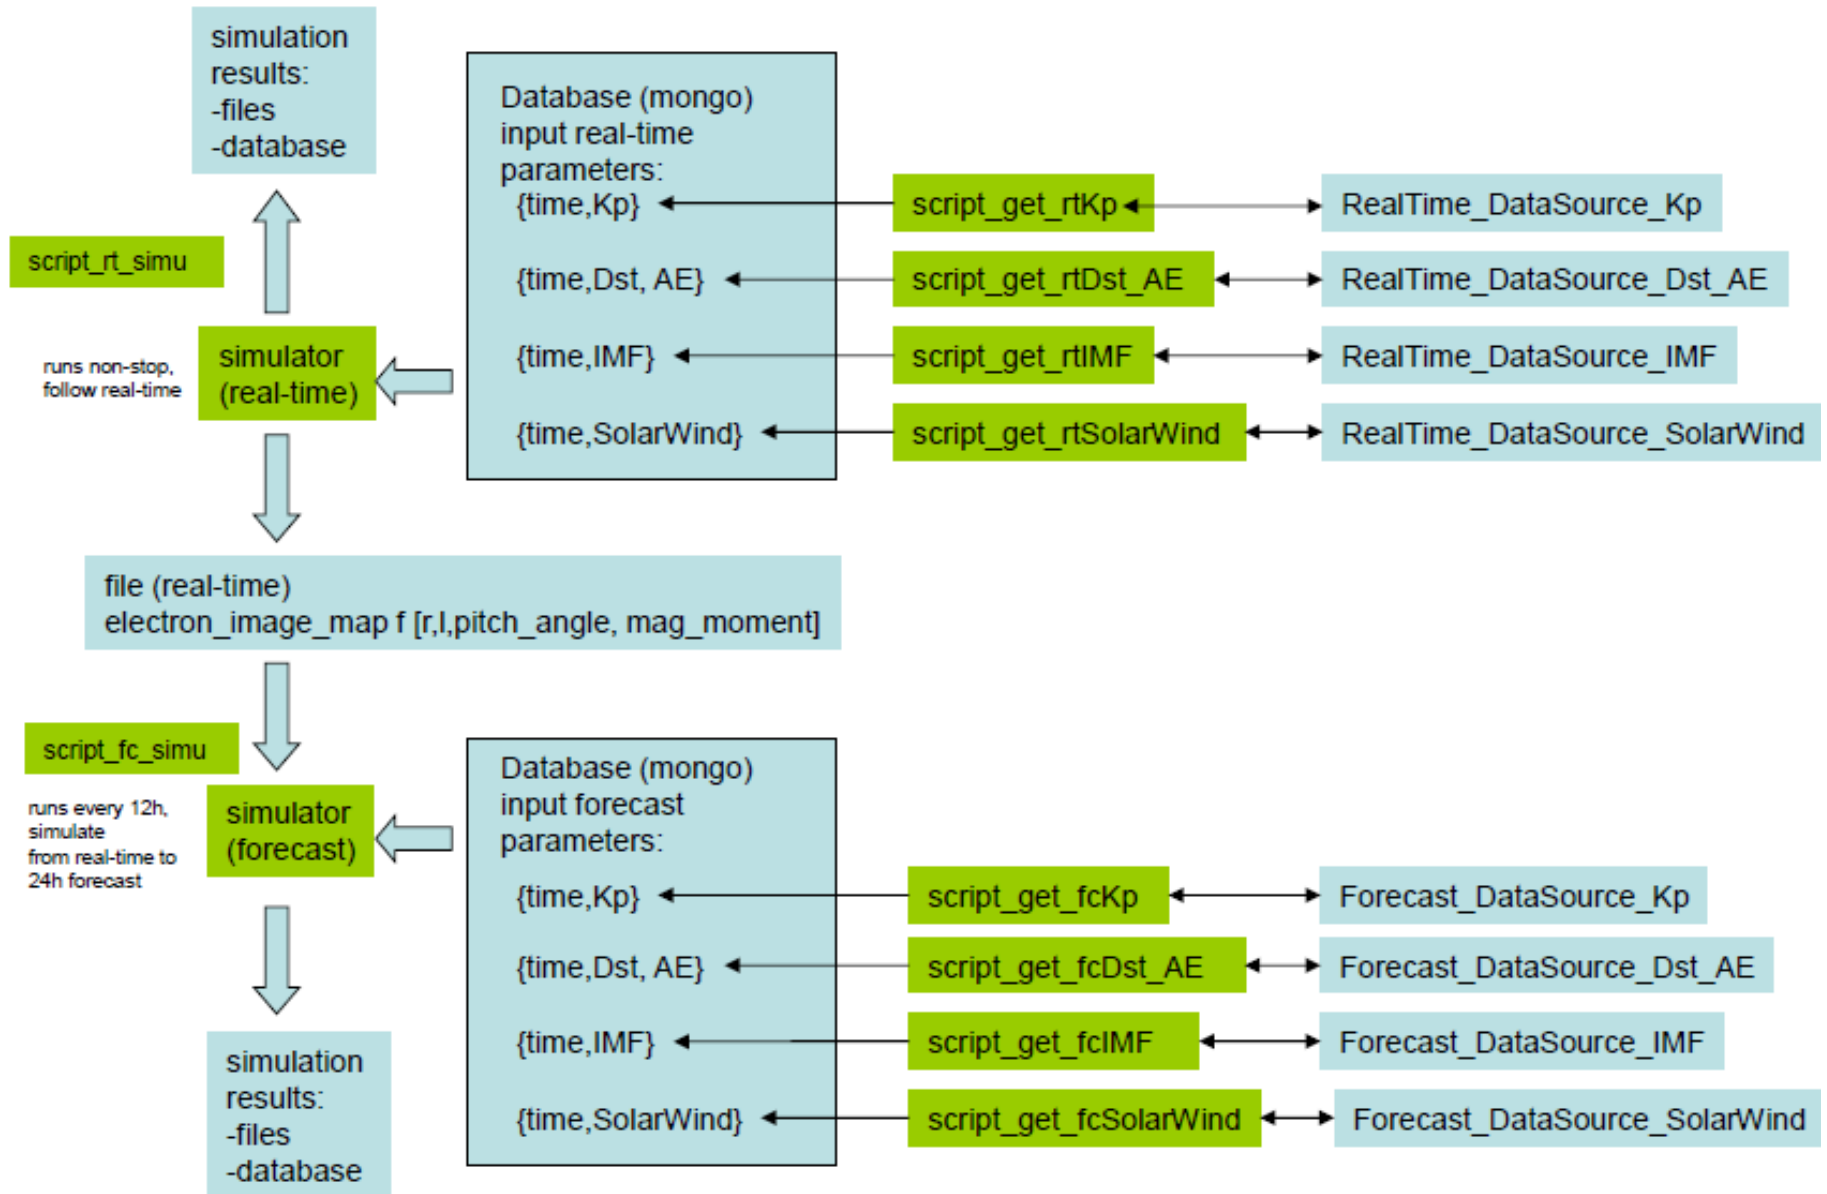 simulation
results:
-files
-database
script_rt_simu
runs non-stop,
follow real-time
simulator
(real-time)
Database (mongo)
input real-time
parameters:
{time,Kp}
script_get_rtKp
RealTime_DataSource_Kp
{time,Dst, AE}
script_get_rtDst_AE
RealTime_DataSource_Dst_AE
{time,IMF}
script_get_rtIMF
RealTime_DataSource_IMF
{time,SolarWind}
script_get_rtSolarWind
RealTime_DataSource_SolarWind
file (real-time)
electron_image_map f [r,l,pitch_angle, mag_moment]
script_fc_simu
runs every 12h,
simulate
from real-time to
24h forecast
simulator
(forecast)
Database (mongo)
input forecast
parameters:
{time,Kp}
script_get_fcKp
Forecast_DataSource_Kp
{time,Dst, AE}
script_get_fcDst_AE
Forecast_DataSource_Dst_AE
{time,IMF}
script_get_fcIMF
Forecast_DataSource_IMF
{time,SolarWind}
script_get_fcSolarWind
Forecast_DataSource_SolarWind
simulation
results:
-files
-database